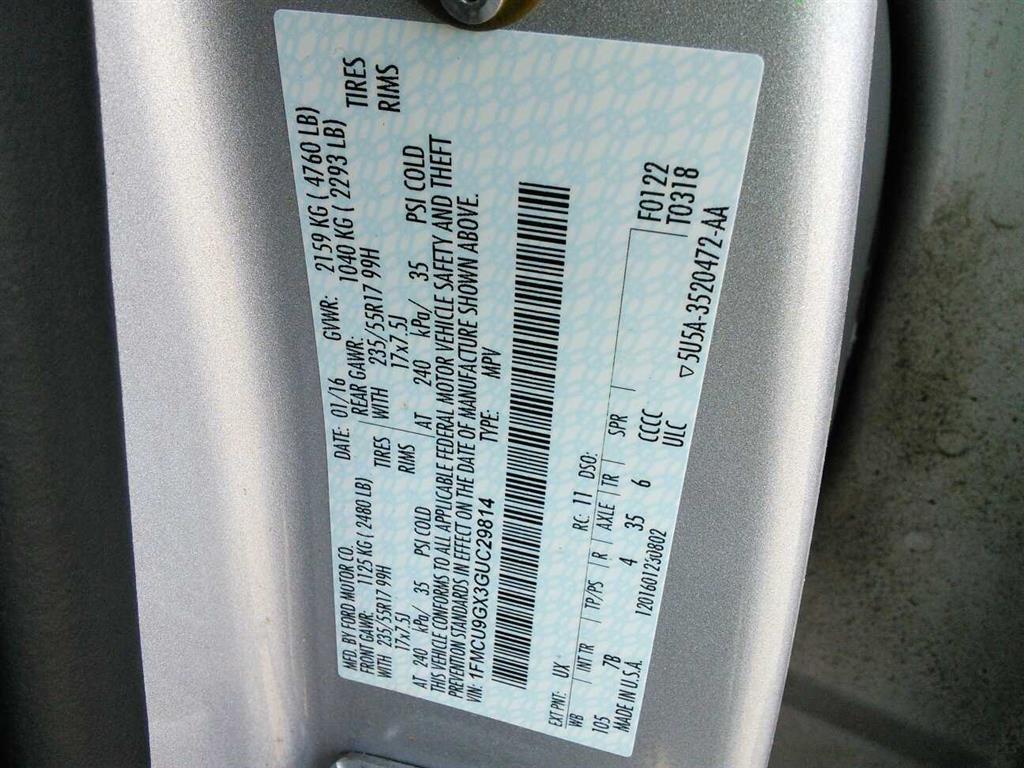 MFD. BY FORD MOTOR CO. DATE: 01/16 GVWR: 2159 KG ( 4760 LB)
FRONT GAWR: 1125 KG ( 2480 LB) REAR GAWR: 1040 KG ( 2293 LB)
WITH 235/55R17 99H TIRES WITH 235/55R17 99H TIRES
17x7.5J RIMS 17x7.5J RIMS
AT 240 kPa/ 35 PSI COLD AT 240 kPa/ 35 PSI COLD
THIS VEHICLE CONFORMS TO ALL APPLICABLE FEDERAL MOTOR VEHICLE SAFETY AND THEFT
PREVENTION STANDARDS IN EFFECT ON THE DATE OF MANUFACTURE SHOWN ABOVE.
VIN: 1FMCU9GX3GUC29814 TYPE: MPV
EXT PNT: UX RC: 11 DSO: F0122
WB INT TR TP/PS R AXLE TR SPR T0318
105 7B 4 35 6 CCCC
MADE IN U.S.A. ULC
1201601230802 ▽5U5A-3520472-AA